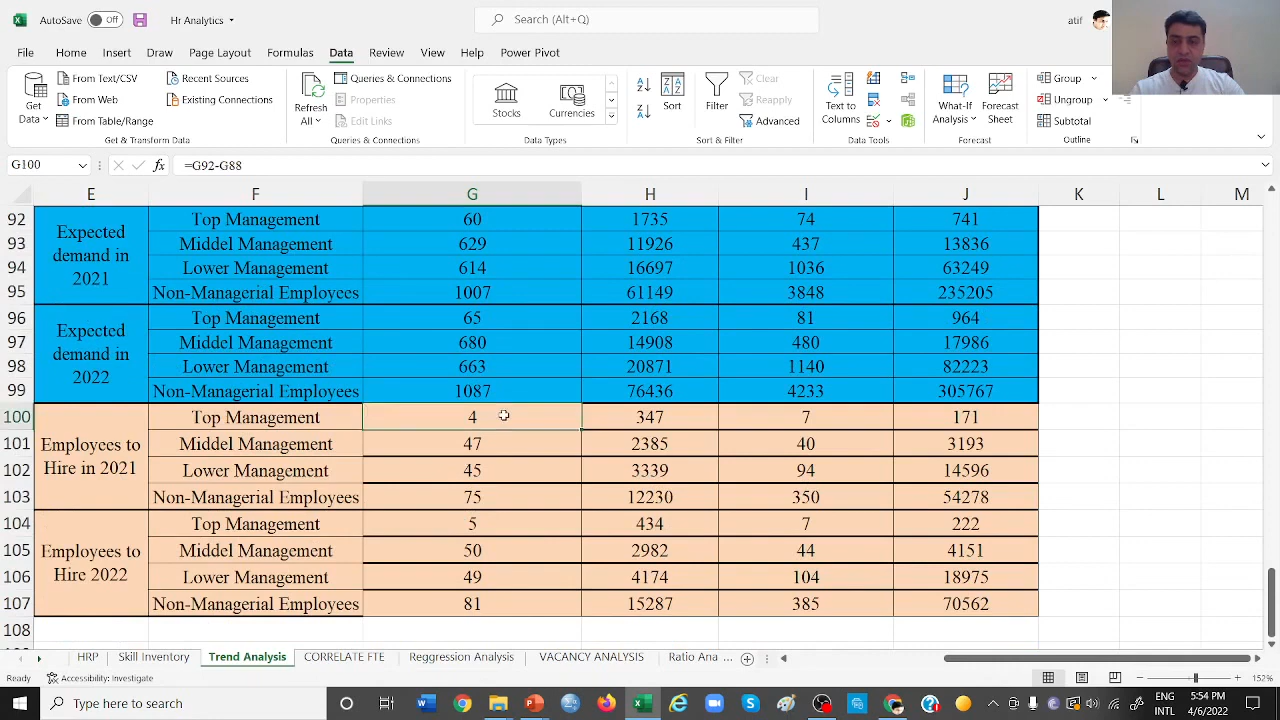 AutoSave Off Hr Analytics Search (Alt+Q) atif
File Home Insert Draw Page Layout Formulas Data Review View Help Power Pivot
Get Data
From Text/CSV
From Web
From Table/Range
Recent Sources
Existing Connections
Get & Transform Data
Refresh All
Queries & Connections
Properties
Edit Links
Queries & Connections
Stocks Currencies
Data Types
Sort Filter
Clear
Reapply
Advanced
Sort & Filter
Text to Columns
Data Tools
What-If Analysis
Forecast Sheet
Forecast
Group
Ungroup
Subtotal
Outline
G100 fx =G92-G88
E F G H I J K L M
92 Top Management 60 1735 74 741
93 Middel Management 629 11926 437 13836
94 Lower Management 614 16697 1036 63249
95 Non-Managerial Employees 1007 61149 3848 235205
Expected demand in 2021
96 Top Management 65 2168 81 964
97 Middel Management 680 14908 480 17986
98 Lower Management 663 20871 1140 82223
99 Non-Managerial Employees 1087 76436 4233 305767
Expected demand in 2022
100 Top Management 4 347 7 171
101 Middel Management 47 2385 40 3193
102 Lower Management 45 3339 94 14596
103 Non-Managerial Employees 75 12230 350 54278
Employees to Hire in 2021
104 Top Management 5 434 7 222
105 Middel Management 50 2982 44 4151
106 Lower Management 49 4174 104 18975
107 Non-Managerial Employees 81 15287 385 70562
Employees to Hire 2022
108
HRP Skill Inventory Trend Analysis CORRELATE FTE Reggression Analysis VACANCY ANALYSIS Ratio Ana ...
Ready Accessibility: Investigate 152%
Type here to search ENG INTL 5:54 PM 4/6/2022